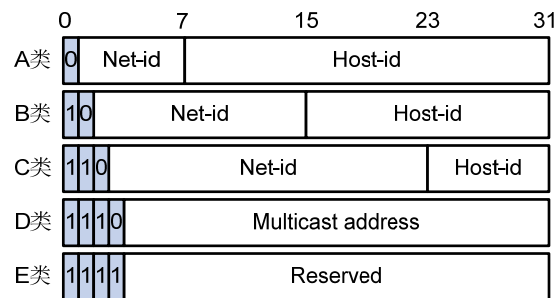 0 7 15 23 31
A类 0 Net-id Host-id
B类 1 0 Net-id Host-id
C类 1 1 0 Net-id Host-id
D类 1 1 1 0 Multicast address
E类 1 1 1 1 Reserved